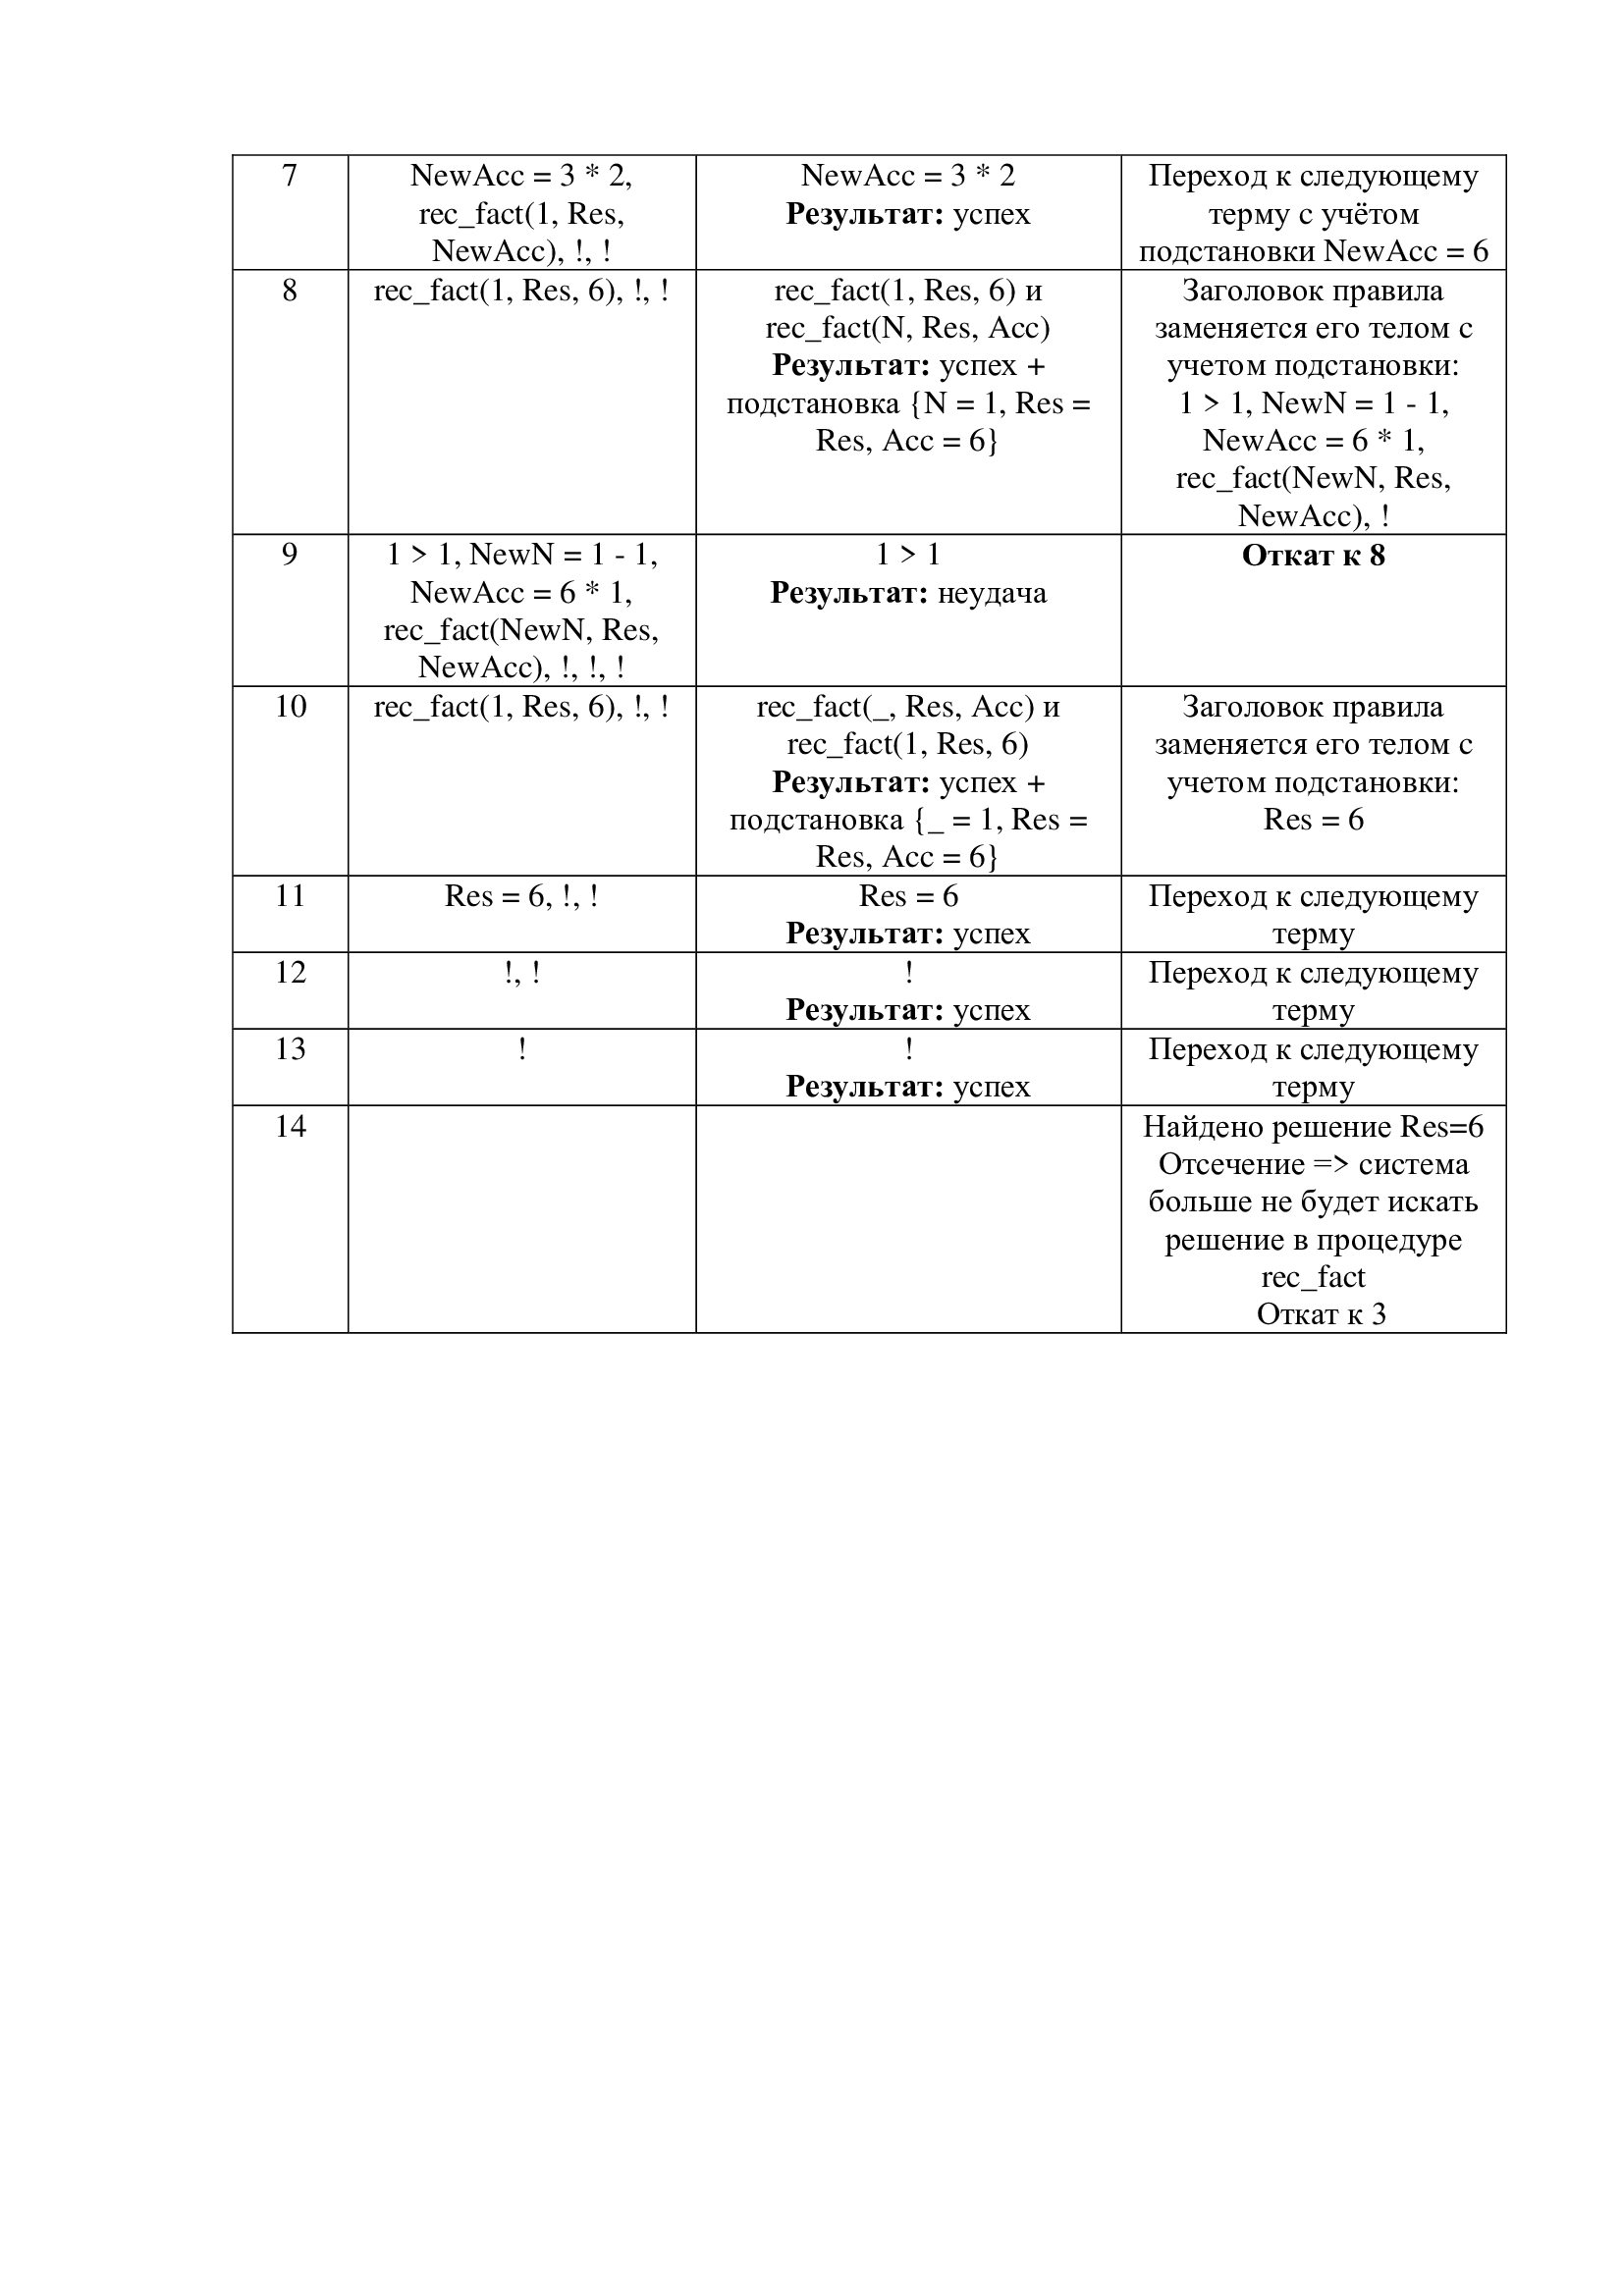 7
NewAcc = 3 * 2,
rec_fact(1, Res,
NewAcc), !, !
NewAcc = 3 * 2
Результат: успех
Переход к следующему
терму с учётом
подстановки NewAcc = 6
8
rec_fact(1, Res, 6), !, !
rec_fact(1, Res, 6) и
rec_fact(N, Res, Acc)
Результат: успех +
подстановка {N = 1, Res =
Res, Acc = 6}
Заголовок правила
заменяется его телом с
учетом подстановки:
1 > 1, NewN = 1 - 1,
NewAcc = 6 * 1,
rec_fact(NewN, Res,
NewAcc), !
9
1 > 1, NewN = 1 - 1,
NewAcc = 6 * 1,
rec_fact(NewN, Res,
NewAcc), !, !, !
1 > 1
Результат: неудача
Откат к 8
10
rec_fact(1, Res, 6), !, !
rec_fact(_, Res, Acc) и
rec_fact(1, Res, 6)
Результат: успех +
подстановка {_ = 1, Res =
Res, Acc = 6}
Заголовок правила
заменяется его телом с
учетом подстановки:
Res = 6
11
Res = 6, !, !
Res = 6
Результат: успех
Переход к следующему
терму
12
!, !
!
Результат: успех
Переход к следующему
терму
13
!
!
Результат: успех
Переход к следующему
терму
14
Найдено решение Res=6
Отсечение => система
больше не будет искать
решение в процедуре
rec_fact
Откат к 3